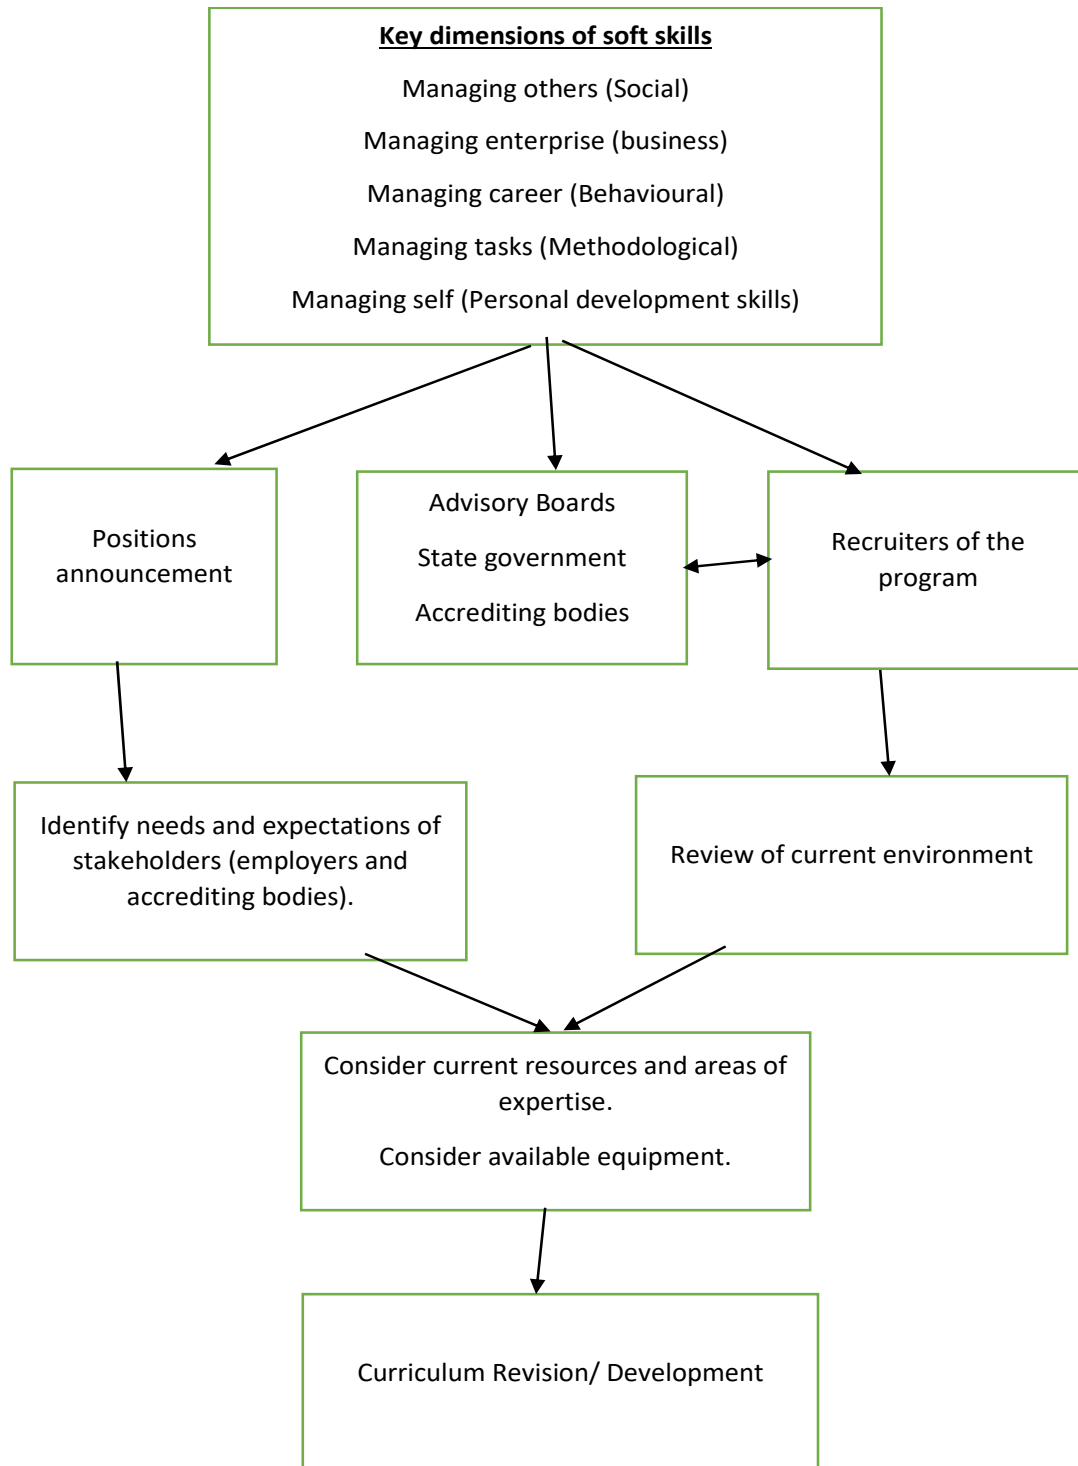 Key dimensions of soft skills
Managing others (Social)
Managing enterprise (business)
Managing career (Behavioural)
Managing tasks (Methodological)
Managing self (Personal development skills)
Positions
announcement
Advisory Boards
State government
Accrediting bodies
Recruiters of the
program
Identify needs and expectations of
stakeholders (employers and
accrediting bodies).
Review of current environment
Consider current resources and areas of
expertise.
Consider available equipment.
Curriculum Revision/ Development